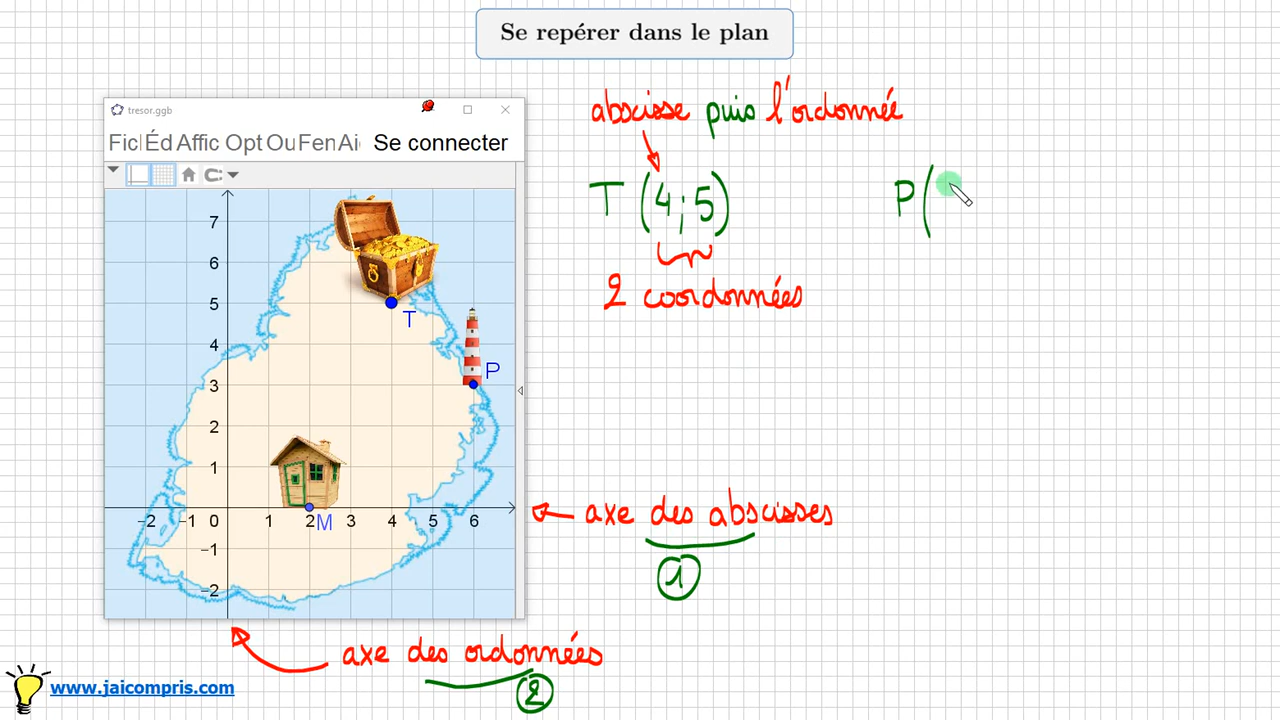 Se repérer dans le plan
tresor.ggb
Ficl Éd Affic Opt Ou Fen Ai Se connecter
abscisse puis l'ordonnée
T (4;5)
P(
2 coordonnées
7
6
5
T
4
P
3
2
1
−2 −1 0 1 2 M 3 4 5 6
−1
−2
axe des abscisses
1
axe des ordonnées
2
www.jaicompris.com